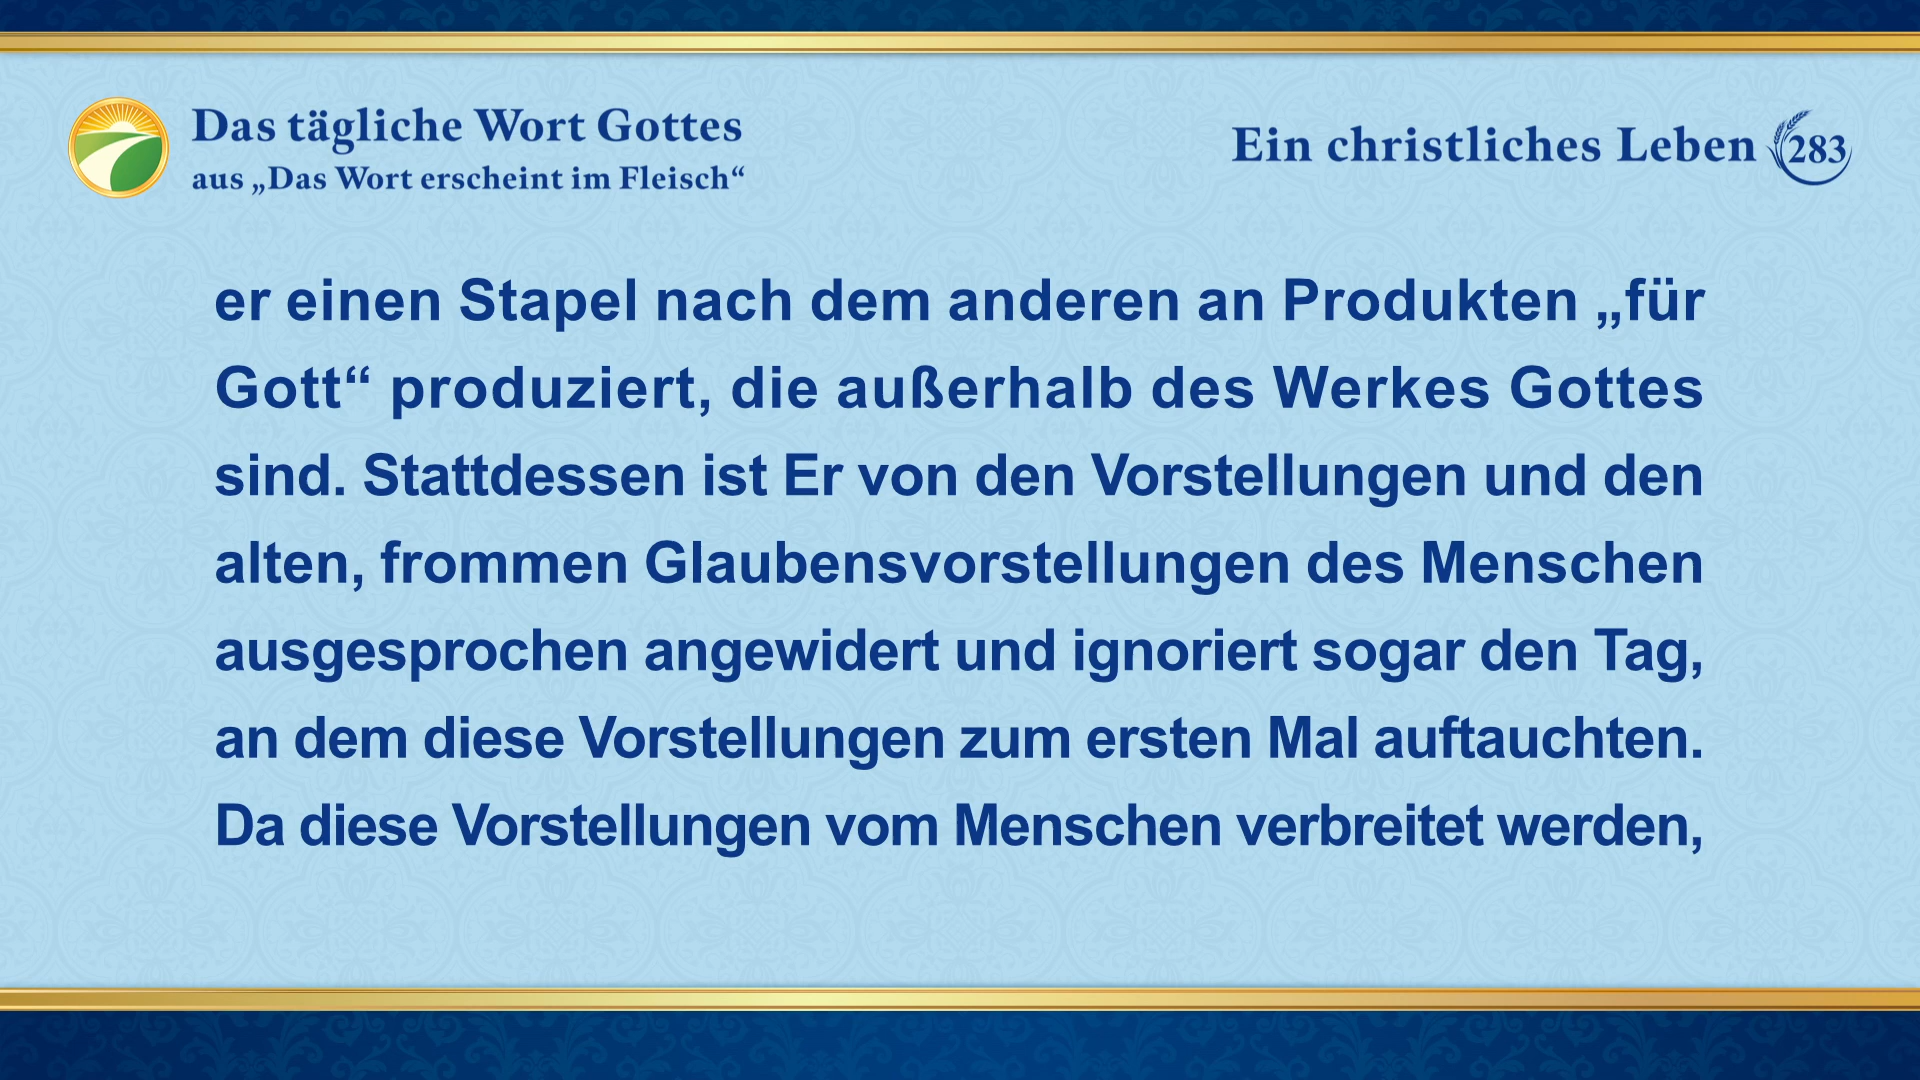 Das tägliche Wort Gottes
aus „Das Wort erscheint im Fleisch“
Ein christliches Leben 283
er einen Stapel nach dem anderen an Produkten „für
Gott“ produziert, die außerhalb des Werkes Gottes
sind. Stattdessen ist Er von den Vorstellungen und den
alten, frommen Glaubensvorstellungen des Menschen
ausgesprochen angewidert und ignoriert sogar den Tag,
an dem diese Vorstellungen zum ersten Mal auftauchten.
Da diese Vorstellungen vom Menschen verbreitet werden,